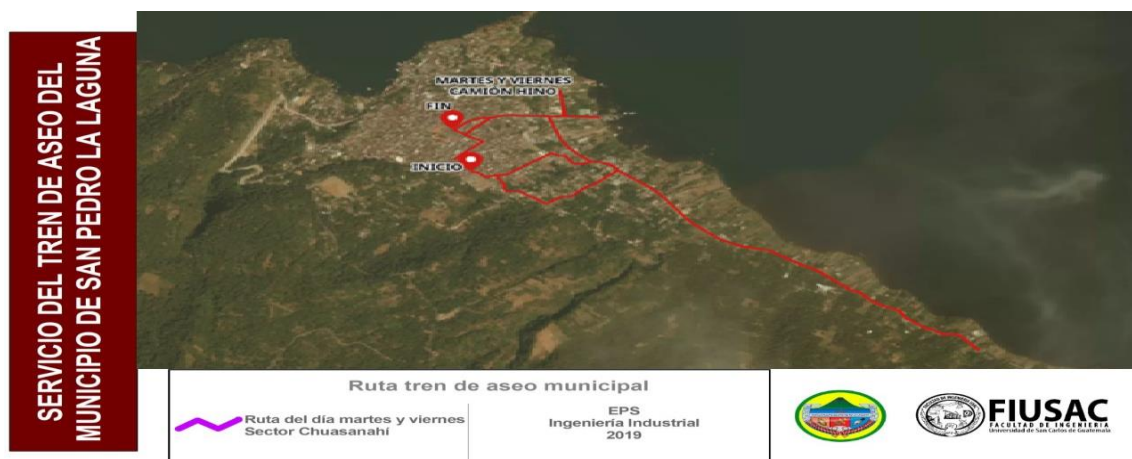 SERVICIO DEL TREN DE ASEO DEL
MUNICIPIO DE SAN PEDRO LA LAGUNA
MARTES Y VIERNES
CAMIÓN HINO
FIN
INICIO
Ruta tren de aseo municipal
Ruta del día martes y viernes
Sector Chuasanahí
EPS
Ingeniería Industrial
2019
FIUSAC
FACULTAD DE INGENIERÍA
Universidad de San Carlos de Guatemala